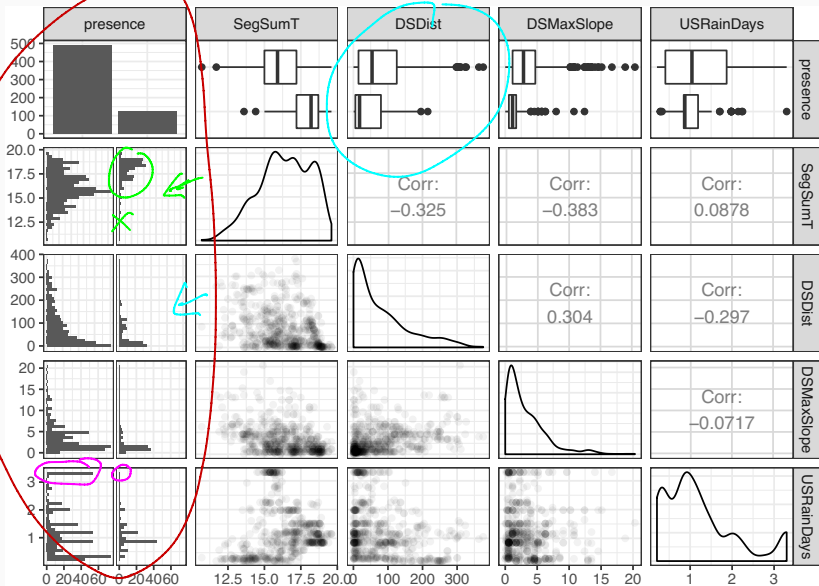 presence SegSumT DSDist DSMaxSlope USRainDays
500
400
300
200
100
0
presence
20.0
17.5
15.0
12.5
Corr:
−0.325
Corr:
−0.383
Corr:
0.0878
SegSumT
400
300
200
100
0
Corr:
0.304
Corr:
−0.297
DSDist
20
15
10
5
0
Corr:
−0.0717
DSMaxSlope
3
2
1
USRainDays
0 204060 0 204060 12.5 15.0 17.5 20.0 0 100 200 300 0 5 10 15 20 1 2 3